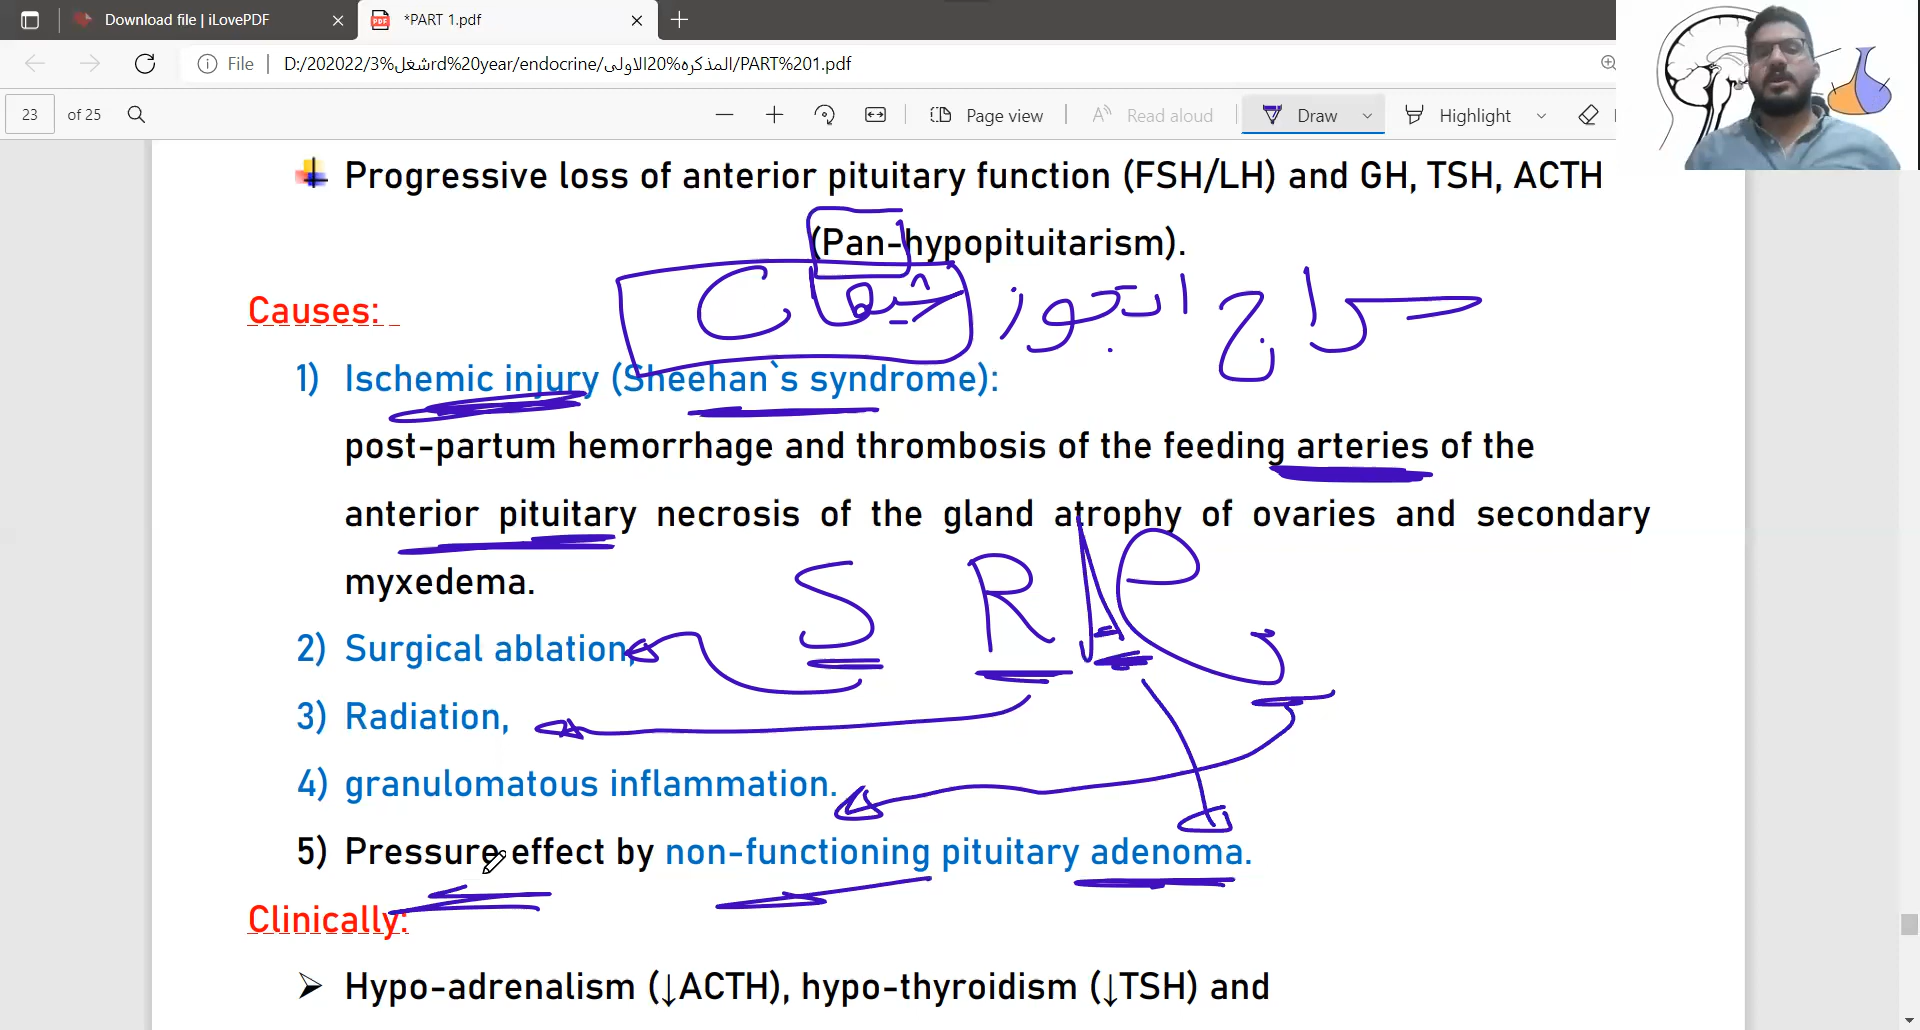 Download file | iLovePDF
*PART 1.pdf
File D:/202022/3%شغلrd%20year/endocrine/المذكره%20الاولى/PART%201.pdf
23 of 25 Page view Read aloud Draw Highlight
Progressive loss of anterior pituitary function (FSH/LH) and GH, TSH, ACTH
(Pan-hypopituitarism).
سراج اتجوز
Causes:
1) Ischemic injury (Sheehan`s syndrome):
post-partum hemorrhage and thrombosis of the feeding arteries of the
anterior pituitary necrosis of the gland atrophy of ovaries and secondary
myxedema.
S R
2) Surgical ablation,
3) Radiation,
4) granulomatous inflammation.
5) Pressure effect by non-functioning pituitary adenoma.
Clinically:
Hypo-adrenalism (↓ACTH), hypo-thyroidism (↓TSH) and